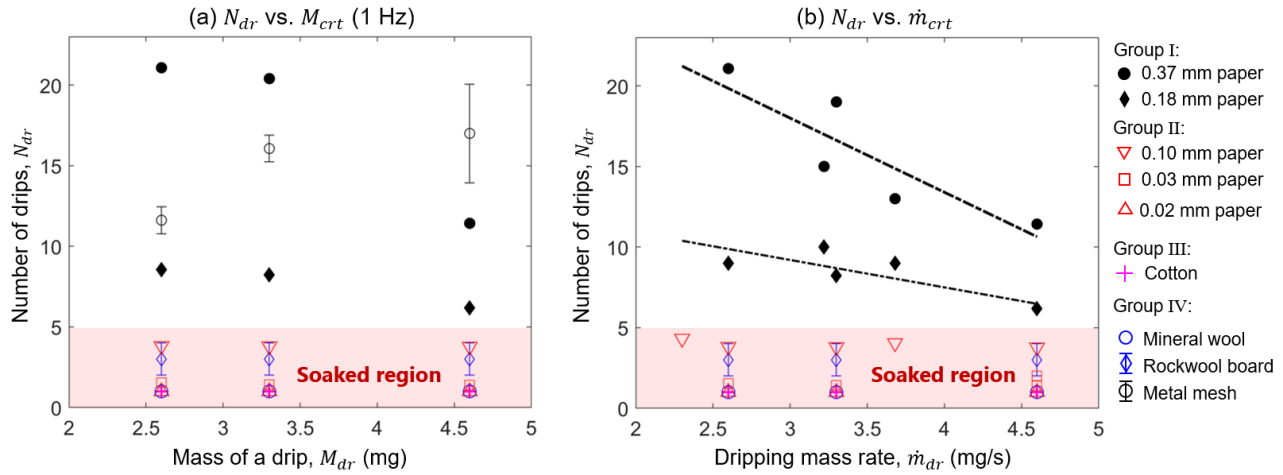 (a) N_dr vs. M_crt (1 Hz)
Number of drips, N_dr
20
15
10
5
0
Soaked region
2 2.5 3 3.5 4 4.5 5
Mass of a drip, M_dr (mg)
(b) N_dr vs. ṁ_crt
Number of drips, N_dr
20
15
10
5
0
Soaked region
2 2.5 3 3.5 4 4.5 5
Dripping mass rate, ṁ_dr (mg/s)
Group I:
0.37 mm paper
0.18 mm paper
Group II:
0.10 mm paper
0.03 mm paper
0.02 mm paper
Group III:
Cotton
Group IV:
Mineral wool
Rockwool board
Metal mesh